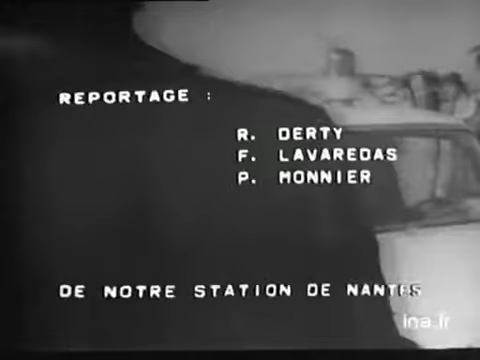 REPORTAGE :
R. DERTY
F. LAVAREDAS
P. MONNIER
DE NOTRE STATION DE NANTES
ina.fr